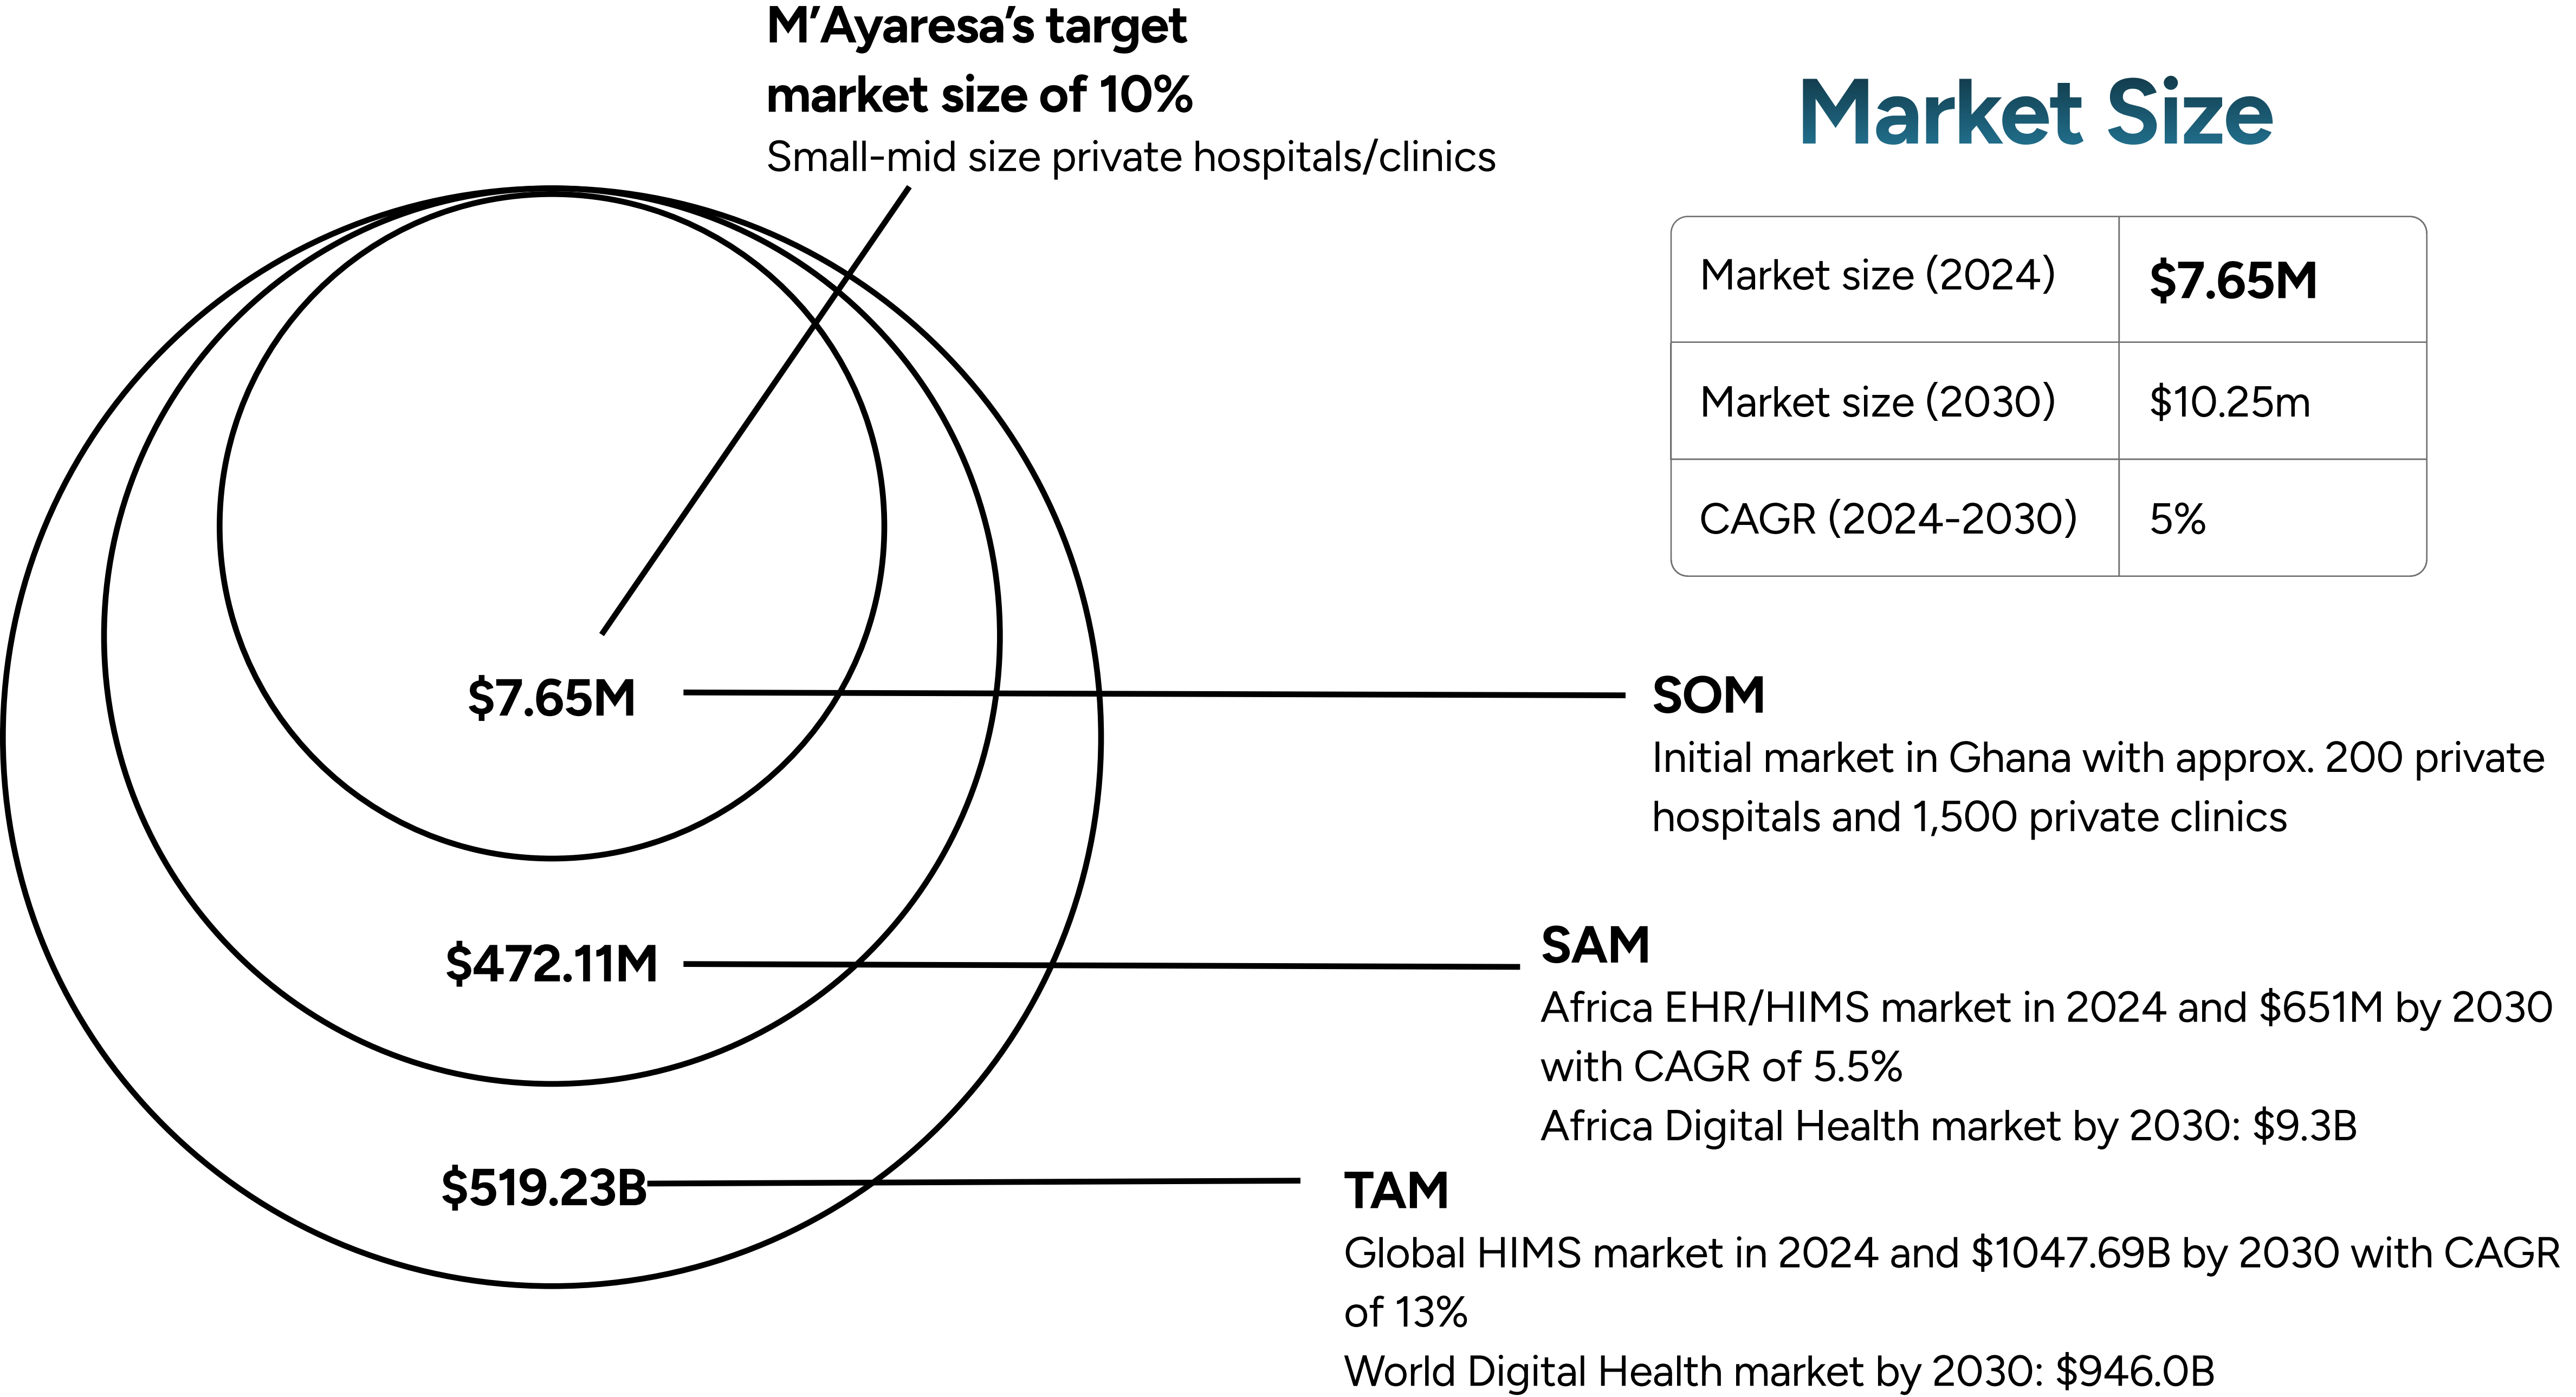 M’Ayaresa’s target
market size of 10%
Small-mid size private hospitals/clinics
Market Size
Market size (2024) $7.65M
Market size (2030) $10.25m
CAGR (2024-2030) 5%
$7.65M
SOM
Initial market in Ghana with approx. 200 private
hospitals and 1,500 private clinics
$472.11M
SAM
Africa EHR/HIMS market in 2024 and $651M by 2030
with CAGR of 5.5%
Africa Digital Health market by 2030: $9.3B
$519.23B
TAM
Global HIMS market in 2024 and $1047.69B by 2030 with CAGR
of 13%
World Digital Health market by 2030: $946.0B